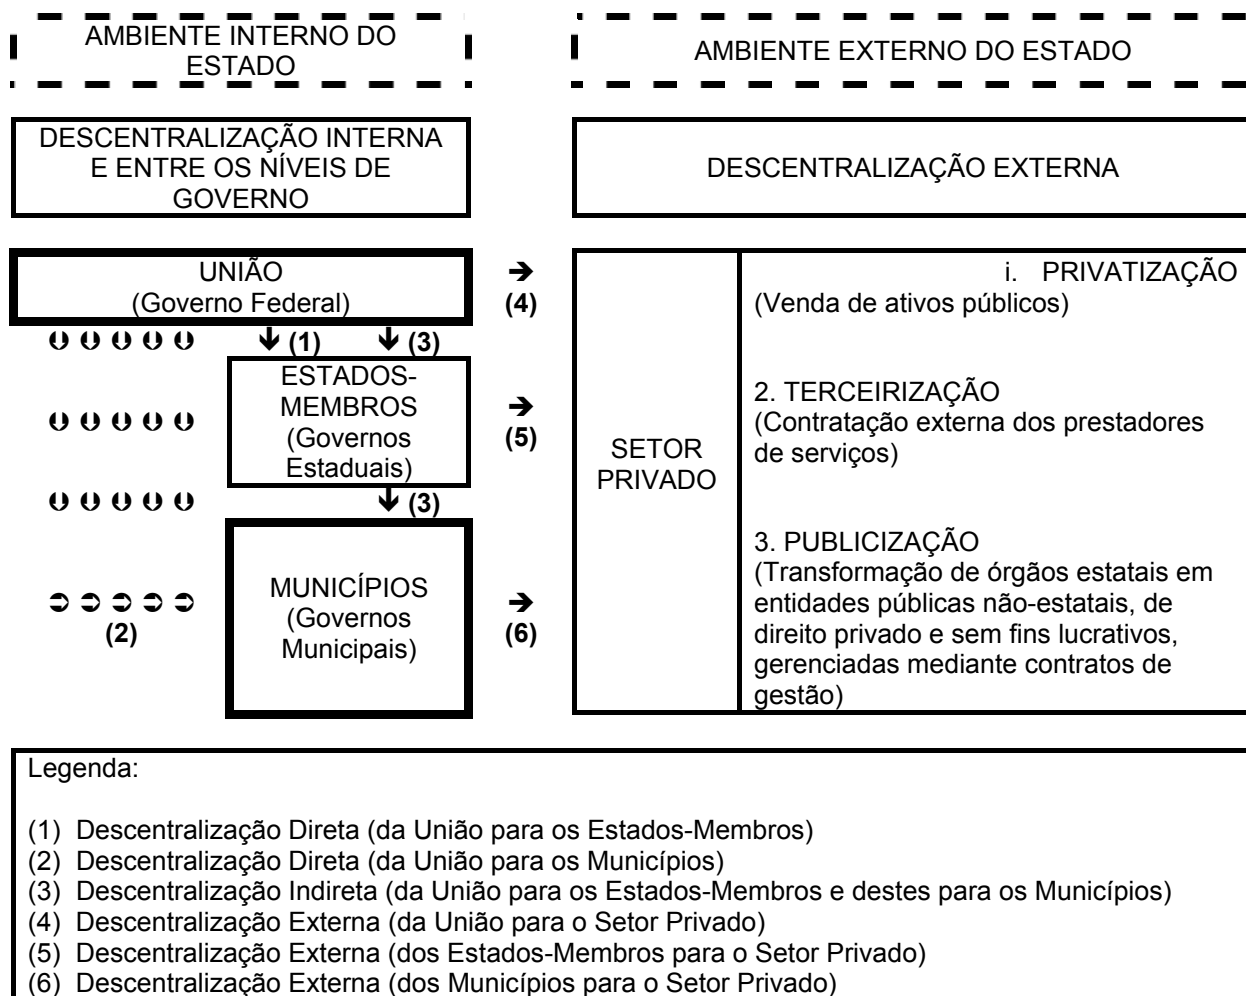 AMBIENTE INTERNO DO
ESTADO
AMBIENTE EXTERNO DO ESTADO
DESCENTRALIZAÇÃO INTERNA
E ENTRE OS NÍVEIS DE
GOVERNO
DESCENTRALIZAÇÃO EXTERNA
UNIÃO
(Governo Federal)
(4)
(1)
(3)
ESTADOS-
MEMBROS
(Governos
Estaduais)
(5)
(3)
MUNICÍPIOS
(Governos
Municipais)
(2)
(6)
SETOR
PRIVADO
i. PRIVATIZAÇÃO
(Venda de ativos públicos)
2. TERCEIRIZAÇÃO
(Contratação externa dos prestadores
de serviços)
3. PUBLICIZAÇÃO
(Transformação de órgãos estatais em
entidades públicas não-estatais, de
direito privado e sem fins lucrativos,
gerenciadas mediante contratos de
gestão)
Legenda:
(1) Descentralização Direta (da União para os Estados-Membros)
(2) Descentralização Direta (da União para os Municípios)
(3) Descentralização Indireta (da União para os Estados-Membros e destes para os Municípios)
(4) Descentralização Externa (da União para o Setor Privado)
(5) Descentralização Externa (dos Estados-Membros para o Setor Privado)
(6) Descentralização Externa (dos Municípios para o Setor Privado)